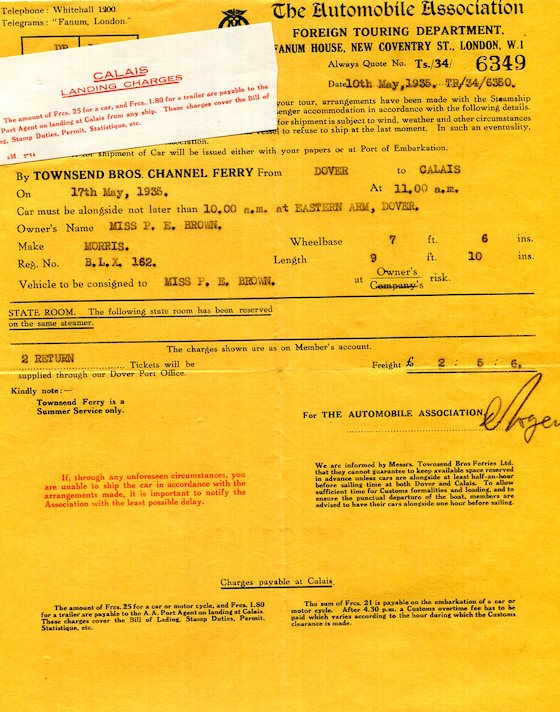 Telephone: Whitehall 1200.
Telegrams: "Fanum, London."
The Automobile Association
FOREIGN TOURING DEPARTMENT,
FANUM HOUSE, NEW COVENTRY ST., LONDON, W.1
Always Quote No. Ts./34/ 6349
Date 10th May, 1935. TR/34/6350.
CALAIS
LANDING CHARGES
The amount of Frcs. 25 for a car, and Frcs. 1.80 for a trailer are payable to the
Port Agent on landing at Calais from any ship. These charges cover the Bill of
Stamp Duties, Permit, Statistique, etc.
your tour, arrangements have been made with the Steamship
accommodation in accordance with the following details.
for shipment is subject to wind, weather and other circumstances
to refuse to ship at the last moment. In such an eventuality,
for shipment of Car will be issued either with your papers or at Port of Embarkation.
By TOWNSEND BROS. CHANNEL FERRY From DOVER to CALAIS
On 17th May, 1935. At 11.00 a.m.
Car must be alongside not later than 10.00 a.m. at EASTERN ARM, DOVER.
Owner's Name MISS P. E. BROWN.
Make MORRIS. Wheelbase 7 ft. 6 ins.
Reg. No. B.L.X. 162. Length 9 ft. 10 ins.
Vehicle to be consigned to MISS P. E. BROWN. at Owner's Company's risk.
STATE ROOM. The following state room has been reserved
on the same steamer.
The charges shown are us on Member's account.
2 RETURN Tickets will be
supplied through our Dover Port Office.
Freight £ 2 : 5 : 6.
Kindly note:—
Townsend Ferry is a
Summer Service only.
For THE AUTOMOBILE ASSOCIATION,
If, through any unforeseen circumstances, you
are unable to ship the car in accordance with the
arrangements made, it is important to notify the
Association with the least possible delay.
We are informed by Messrs. Townsend Bros Ferries Ltd.
that they cannot guarantee to keep available space reserved
in advance unless cars are alongside at least half-an-hour
before sailing time at both Dover and Calais. To allow
sufficient time for Customs formalities and loading, and to
ensure the punctual departure of the boat, members are
advised to have their cars alongside one hour before sailing.
Charges payable at Calais
The amount of Frcs. 25 for a car or motor cycle, and Frcs. 1.80
for a trailer are payable to the A.A. Port Agent on landing at Calais.
These charges cover the Bill of Lading, Stamp Duties, Permit,
Statistique, etc.
The sum of Frcs. 21 is payable on the embarkation of a car or
motor cycle. After 4.30 p.m. a Customs overtime fee has to be
paid which varies according to the hour during which the Customs
clearance is made.